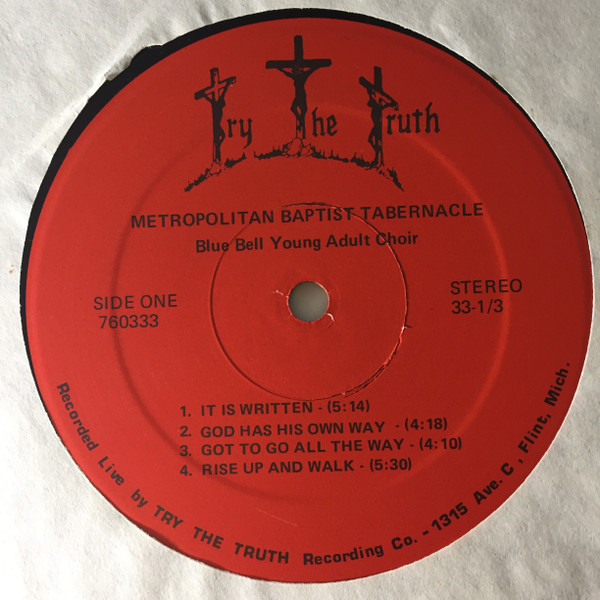 Try The Truth
METROPOLITAN BAPTIST TABERNACLE
Blue Bell Young Adult Choir
SIDE ONE
760333
STEREO
33-1/3
1. IT IS WRITTEN - (5:14)
2. GOD HAS HIS OWN WAY - (4:18)
3. GOT TO GO ALL THE WAY - (4:10)
4. RISE UP AND WALK - (5:30)
Recorded Live by TRY THE TRUTH Recording Co. - 1315 Ave. C, Flint, Mich.